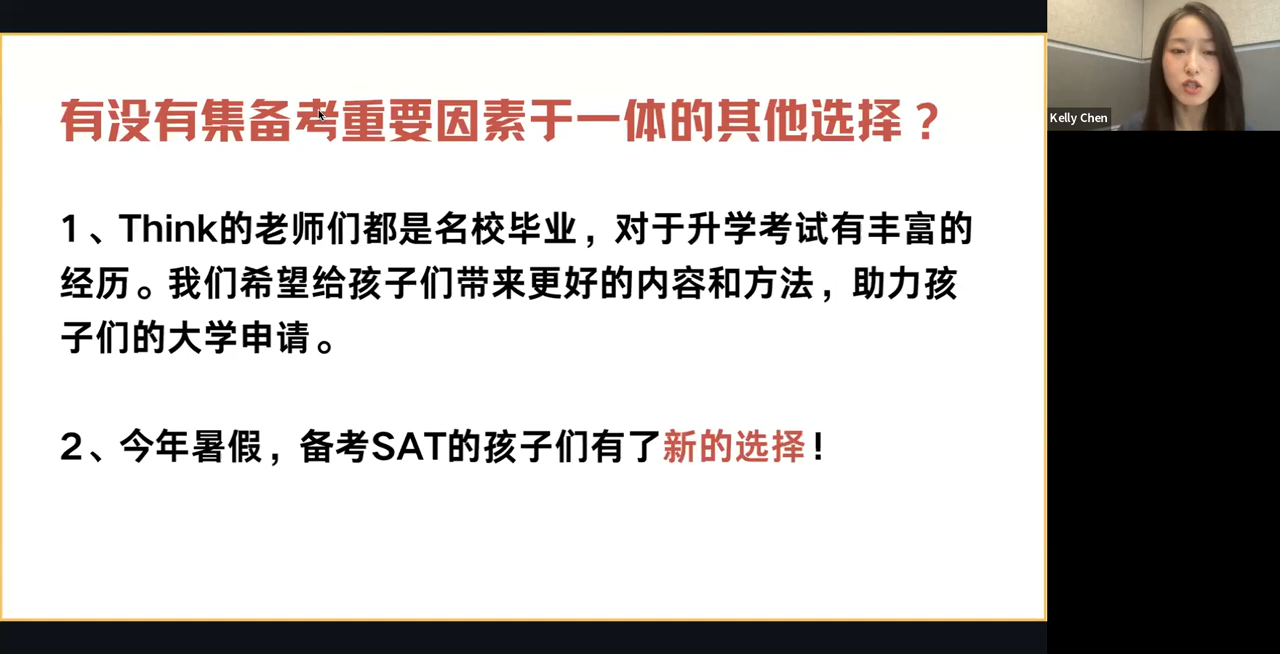 有没有集备考重要因素于一体的其他选择？
1、Think的老师们都是名校毕业，对于升学考试有丰富的
经历。我们希望给孩子们带来更好的内容和方法，助力孩
子们的大学申请。
2、今年暑假，备考SAT的孩子们有了新的选择！
Kelly Chen